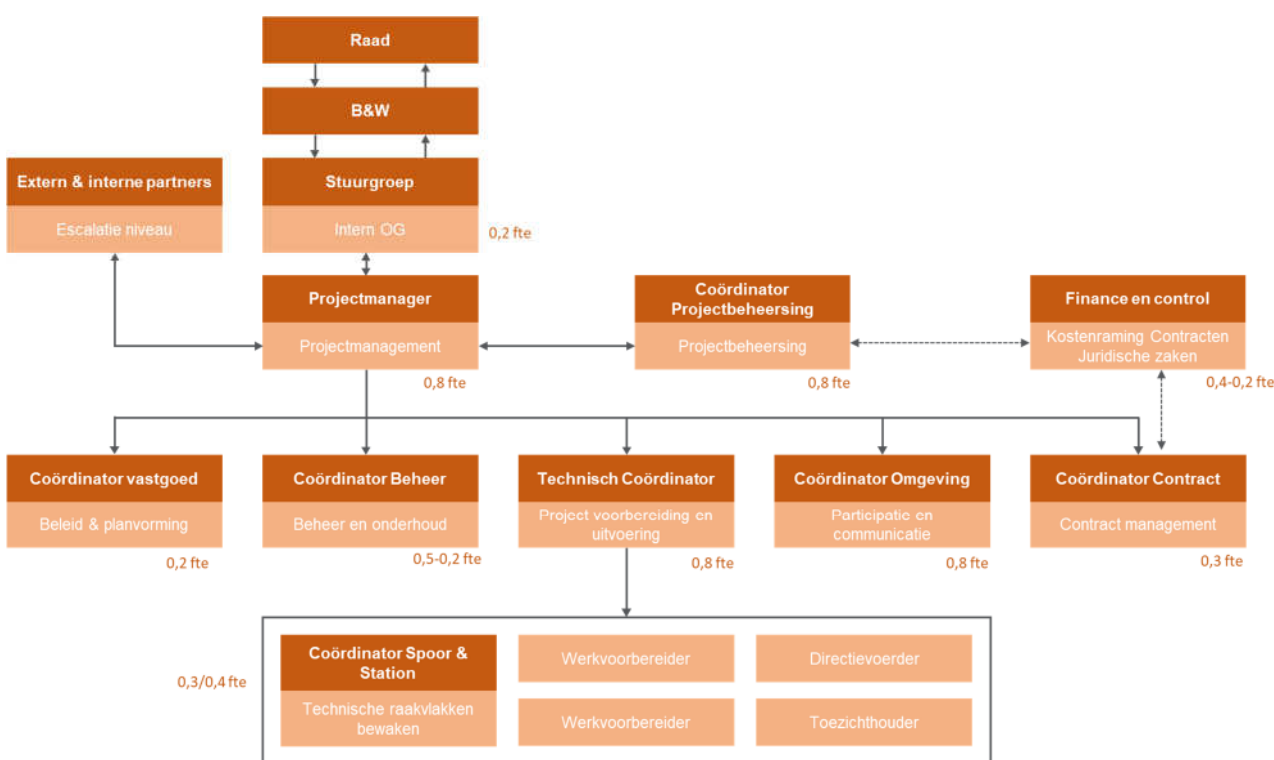 Raad
B&W
Extern & interne partners
Escalatie niveau
Stuurgroep
Intern OG
0,2 fte
Projectmanager
Projectmanagement
0,8 fte
Coördinator
Projectbeheersing
Projectbeheersing
0,8 fte
Finance en control
Kostenraming Contracten
Juridische zaken
0,4-0,2 fte
Coördinator vastgoed
Beleid & planvorming
0,2 fte
Coördinator Beheer
Beheer en onderhoud
0,5-0,2 fte
Technisch Coördinator
Project voorbereiding en
uitvoering
0,8 fte
Coördinator Omgeving
Participatie en
communicatie
0,8 fte
Coördinator Contract
Contract management
0,3 fte
0,3/0,4 fte
Coördinator Spoor &
Station
Technische raakvlakken
bewaken
Werkvoorbereider
Directievoerder
Werkvoorbereider
Toezichthouder